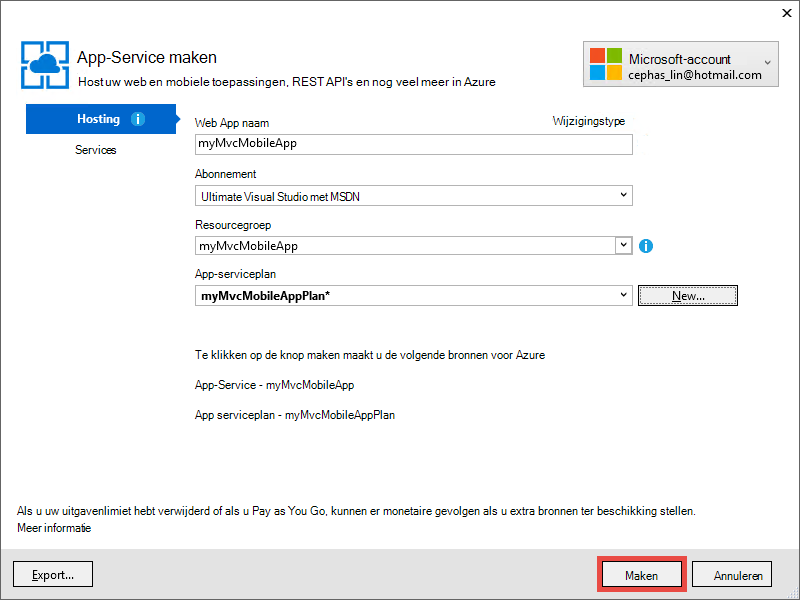 App-Service maken
Host uw web en mobiele toepassingen, REST API's en nog veel meer in Azure
Microsoft-account
cephas_lin@hotmail.com
Hosting
Services
Web App naam
Wijzigingstype
myMvcMobileApp
Abonnement
Ultimate Visual Studio met MSDN
Resourcegroep
myMvcMobileApp
App-serviceplan
myMvcMobileAppPlan*
New...
Te klikken op de knop maken maakt u de volgende bronnen voor Azure
App-Service - myMvcMobileApp
App serviceplan - myMvcMobileAppPlan
Als u uw uitgavenlimiet hebt verwijderd of als u Pay as You Go, kunnen er monetaire gevolgen als u extra bronnen ter beschikking stellen.
Meer informatie
Export...
Maken
Annuleren